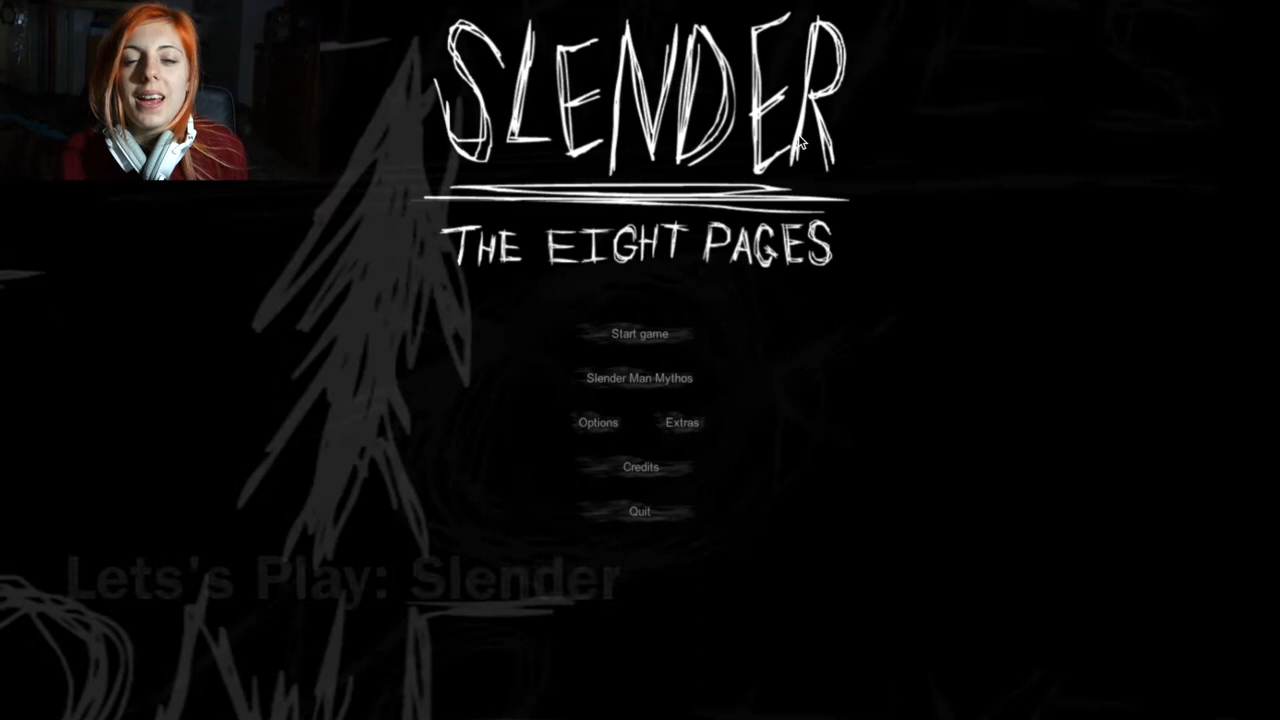 SLENDER
THE EIGHT PAGES
Start game
Slender Man Mythos
Options Extras
Credits
Quit
Lets's Play: Slender